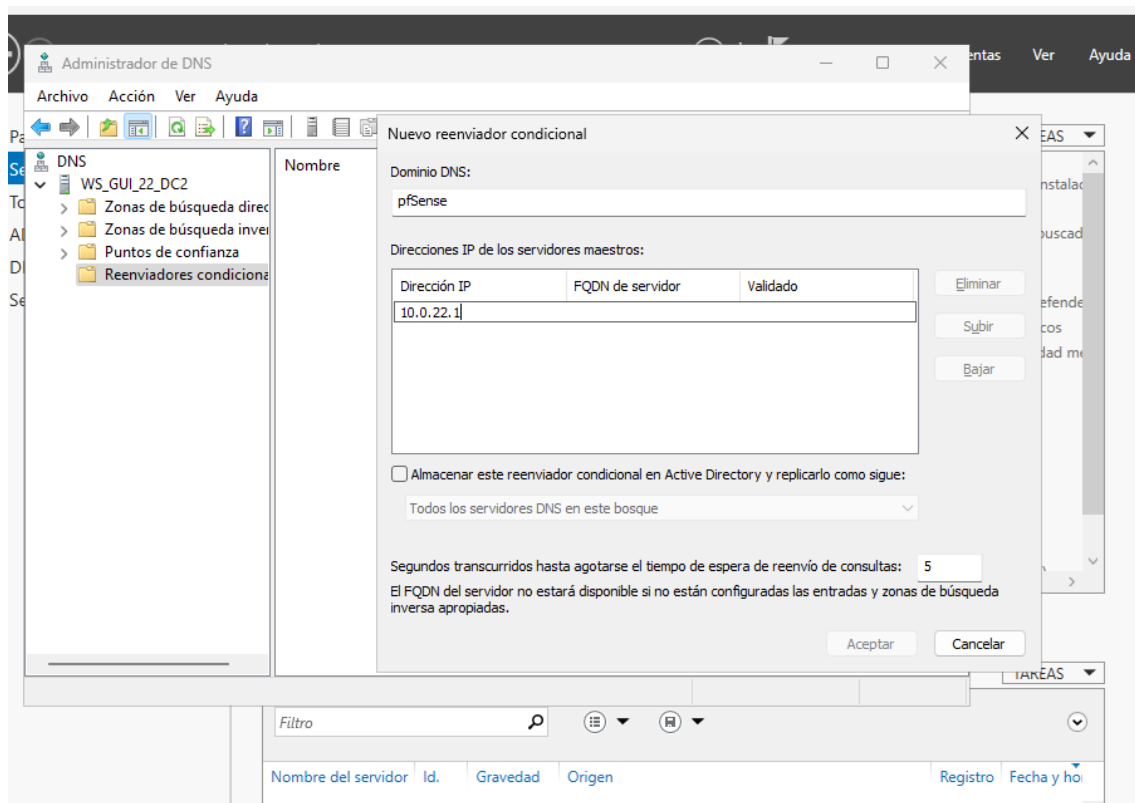 Administrador de DNS
entas Ver Ayuda
Archivo Acción Ver Ayuda
DNS
WS_GUI_22_DC2
Zonas de búsqueda direc
Zonas de búsqueda inver
Puntos de confianza
Reenviadores condiciona
Nombre
Nuevo reenviador condicional
Dominio DNS:
pfSense
Direcciones IP de los servidores maestros:
Dirección IP FQDN de servidor Validado
10.0.22.1
Eliminar
Subir
Bajar
Almacenar este reenviador condicional en Active Directory y replicarlo como sigue:
Todos los servidores DNS en este bosque
Segundos transcurridos hasta agotarse el tiempo de espera de reenvío de consultas: 5
El FQDN del servidor no estará disponible si no están configuradas las entradas y zonas de búsqueda
inversa apropiadas.
Aceptar Cancelar
EAS
nstalac
buscad
efende
cos
dad me
TAREAS
Filtro
Nombre del servidor Id. Gravedad Origen Registro Fecha y ho